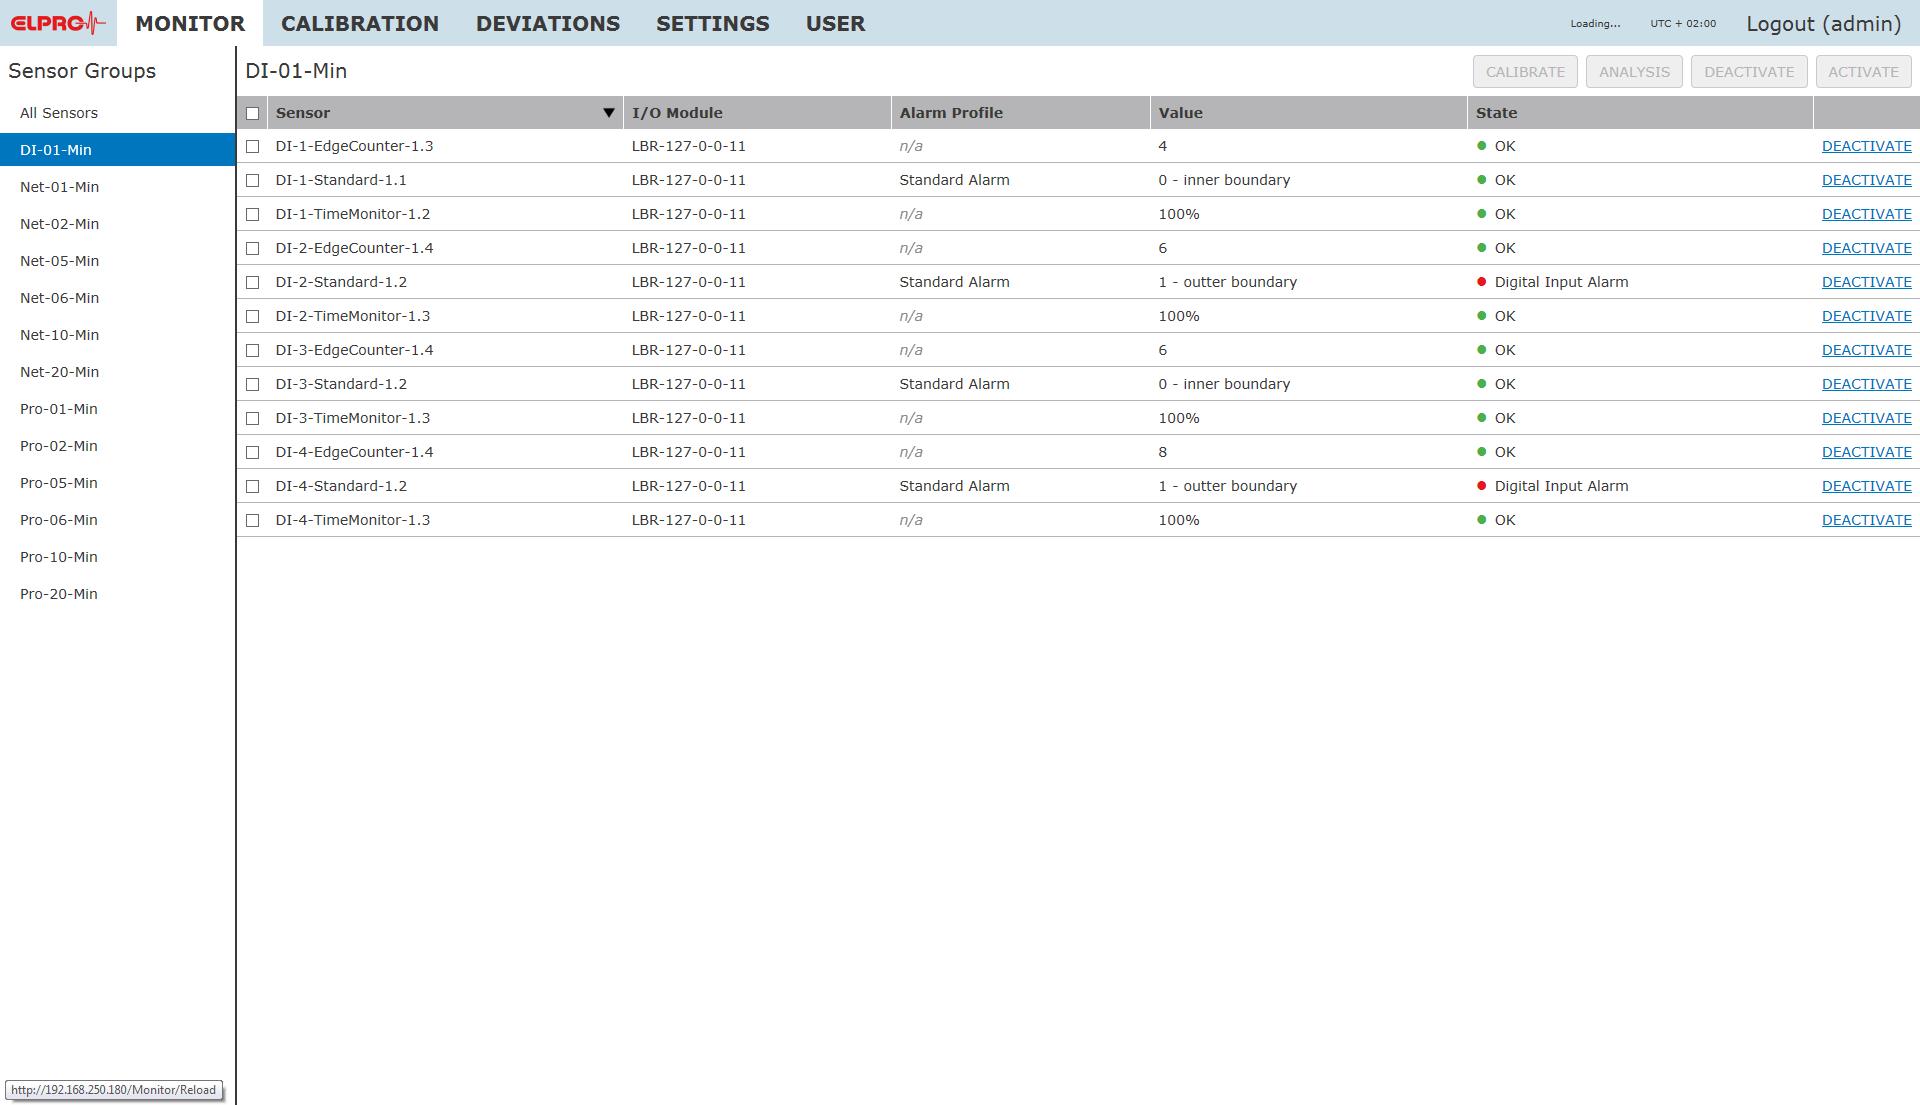 ELPRO MONITOR CALIBRATION DEVIATIONS SETTINGS USER Loading... UTC + 02:00 Logout (admin)
Sensor Groups
All Sensors
DI-01-Min
Net-01-Min
Net-02-Min
Net-05-Min
Net-06-Min
Net-10-Min
Net-20-Min
Pro-01-Min
Pro-02-Min
Pro-05-Min
Pro-06-Min
Pro-10-Min
Pro-20-Min
DI-01-Min CALIBRATE ANALYSIS DEACTIVATE ACTIVATE
Sensor I/O Module Alarm Profile Value State
DI-1-EdgeCounter-1.3 LBR-127-0-0-11 n/a 4 OK DEACTIVATE
DI-1-Standard-1.1 LBR-127-0-0-11 Standard Alarm 0 - inner boundary OK DEACTIVATE
DI-1-TimeMonitor-1.2 LBR-127-0-0-11 n/a 100% OK DEACTIVATE
DI-2-EdgeCounter-1.4 LBR-127-0-0-11 n/a 6 OK DEACTIVATE
DI-2-Standard-1.2 LBR-127-0-0-11 Standard Alarm 1 - outter boundary Digital Input Alarm DEACTIVATE
DI-2-TimeMonitor-1.3 LBR-127-0-0-11 n/a 100% OK DEACTIVATE
DI-3-EdgeCounter-1.4 LBR-127-0-0-11 n/a 6 OK DEACTIVATE
DI-3-Standard-1.2 LBR-127-0-0-11 Standard Alarm 0 - inner boundary OK DEACTIVATE
DI-3-TimeMonitor-1.3 LBR-127-0-0-11 n/a 100% OK DEACTIVATE
DI-4-EdgeCounter-1.4 LBR-127-0-0-11 n/a 8 OK DEACTIVATE
DI-4-Standard-1.2 LBR-127-0-0-11 Standard Alarm 1 - outter boundary Digital Input Alarm DEACTIVATE
DI-4-TimeMonitor-1.3 LBR-127-0-0-11 n/a 100% OK DEACTIVATE
http://192.168.250.180/Monitor/Reload